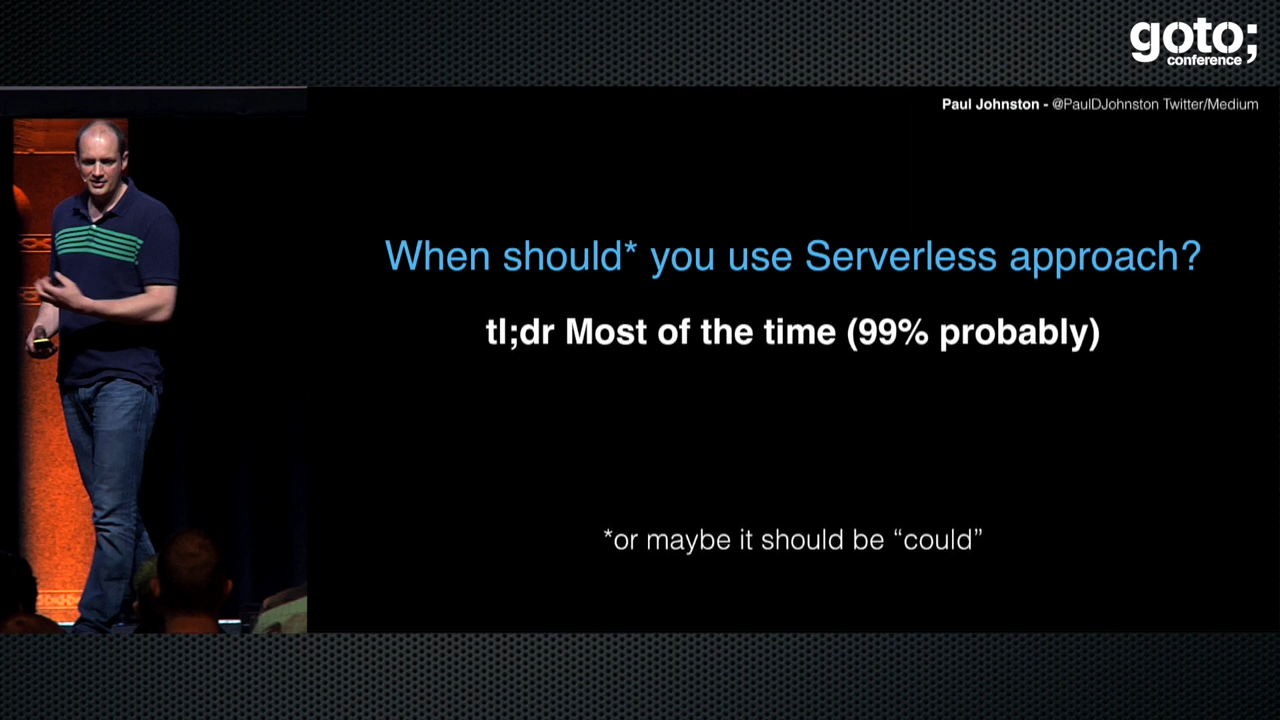 goto;
conference
Paul Johnston - @PaulDJohnston Twitter/Medium
When should* you use Serverless approach?
tl;dr Most of the time (99% probably)
*or maybe it should be “could”